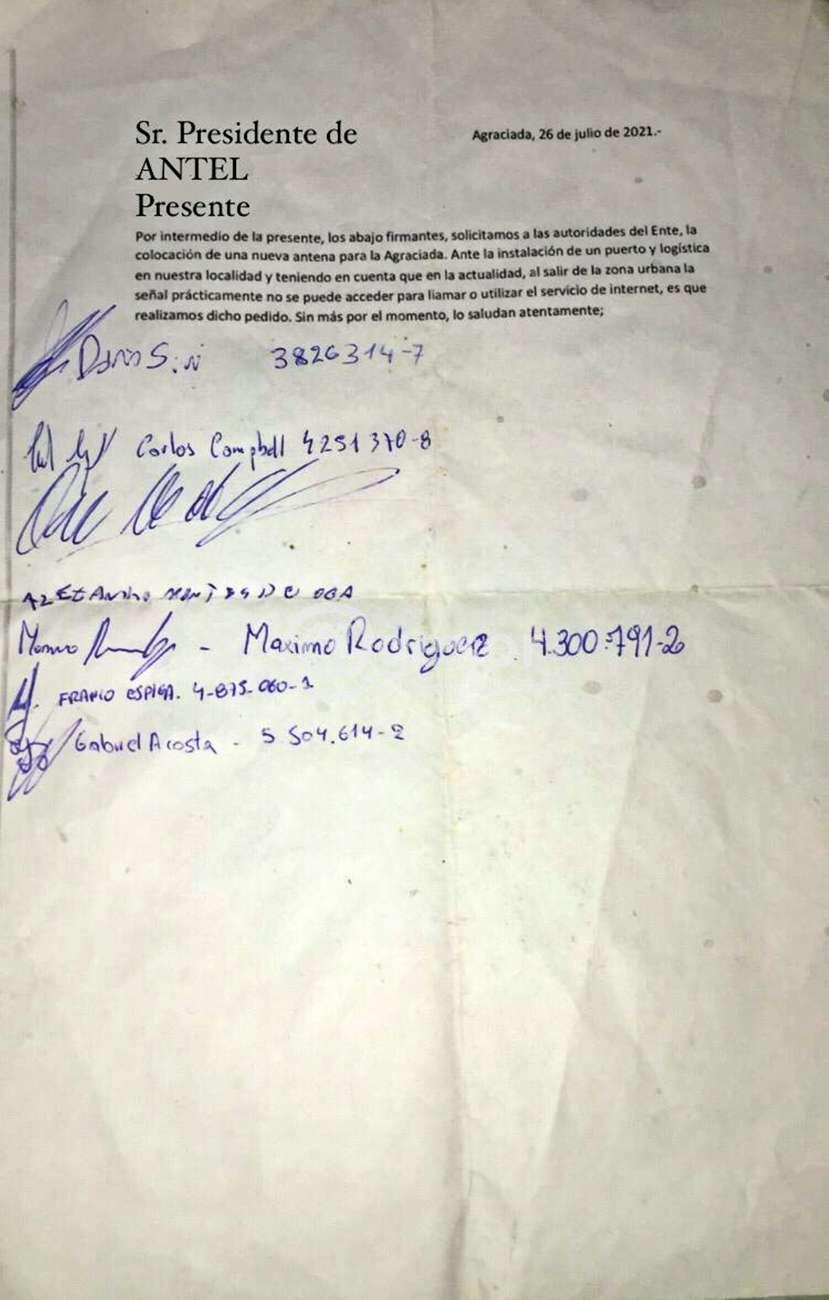 Sr. Presidente de
ANTEL
Presente
Agraciada, 26 de julio de 2021.-
Por intermedio de la presente, los abajo firmantes, solicitamos a las autoridades del Ente, la
colocación de una nueva antena para la Agraciada. Ante la instalación de un puerto y logística
en nuestra localidad y teniendo en cuenta que en la actualidad, al salir de la zona urbana la
señal prácticamente no se puede acceder para llamar o utilizar el servicio de internet, es que
realizamos dicho pedido. Sin más por el momento, lo saludan atentamente;
3826314-7
Carlos Campbell 4251370-8
Maximo Rodriguez 4.300.791-2
FRANCO ESPIGA. 4-875-060-1
Gabriel Acosta - 5 504.614-2